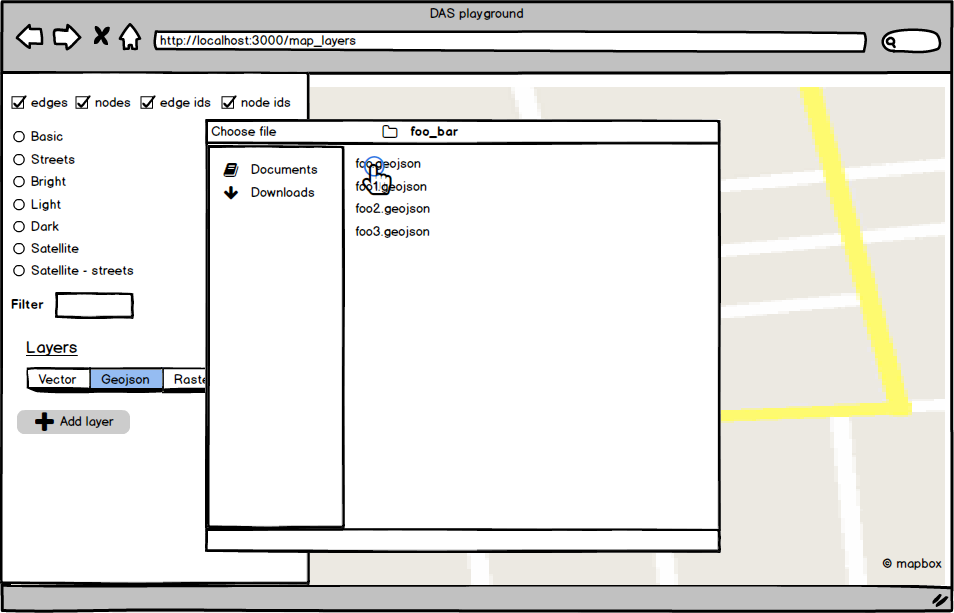 DAS playground
http://localhost:3000/map_layers
edges nodes edge ids node ids
Basic
Streets
Bright
Light
Dark
Satellite
Satellite - streets
Filter
Layers
Vector Geojson Raste
Add layer
Choose file foo_bar
Documents
Downloads
foo.geojson
foo1.geojson
foo2.geojson
foo3.geojson
© mapbox